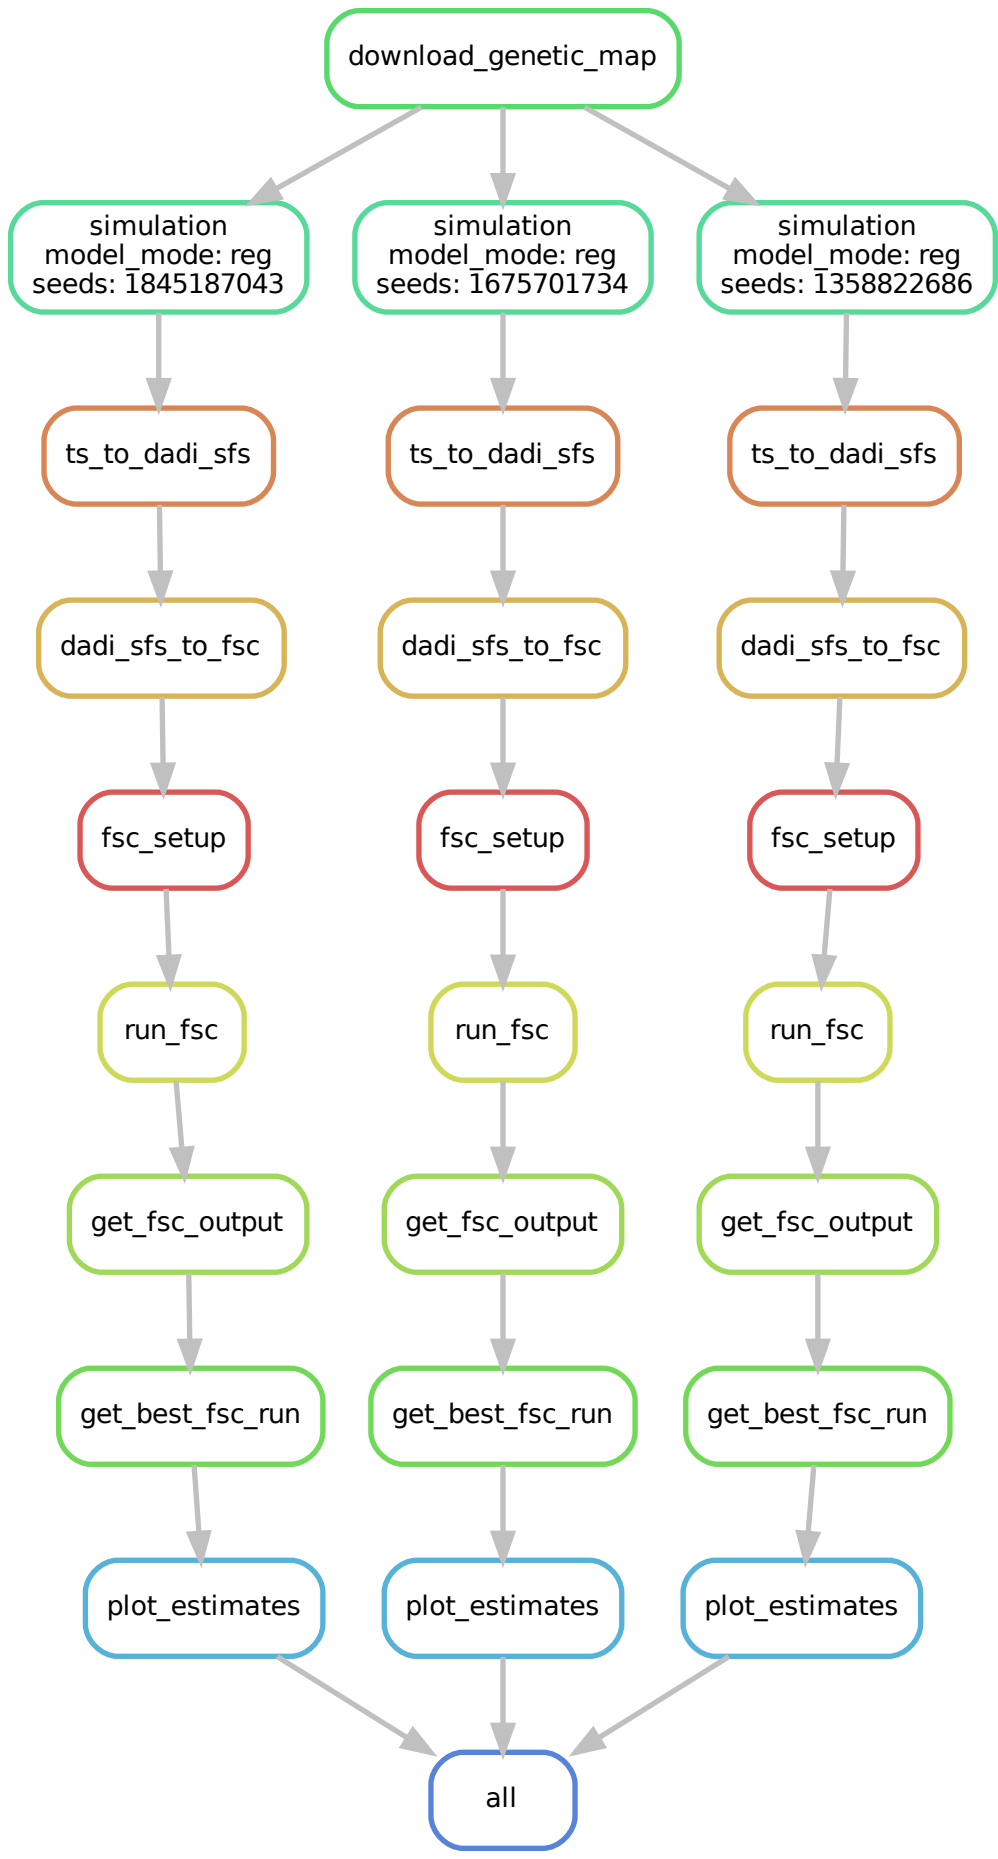 download_genetic_map
simulation
model_mode: reg
seeds: 1845187043
simulation
model_mode: reg
seeds: 1675701734
simulation
model_mode: reg
seeds: 1358822686
ts_to_dadi_sfs
ts_to_dadi_sfs
ts_to_dadi_sfs
dadi_sfs_to_fsc
dadi_sfs_to_fsc
dadi_sfs_to_fsc
fsc_setup
fsc_setup
fsc_setup
run_fsc
run_fsc
run_fsc
get_fsc_output
get_fsc_output
get_fsc_output
get_best_fsc_run
get_best_fsc_run
get_best_fsc_run
plot_estimates
plot_estimates
plot_estimates
all